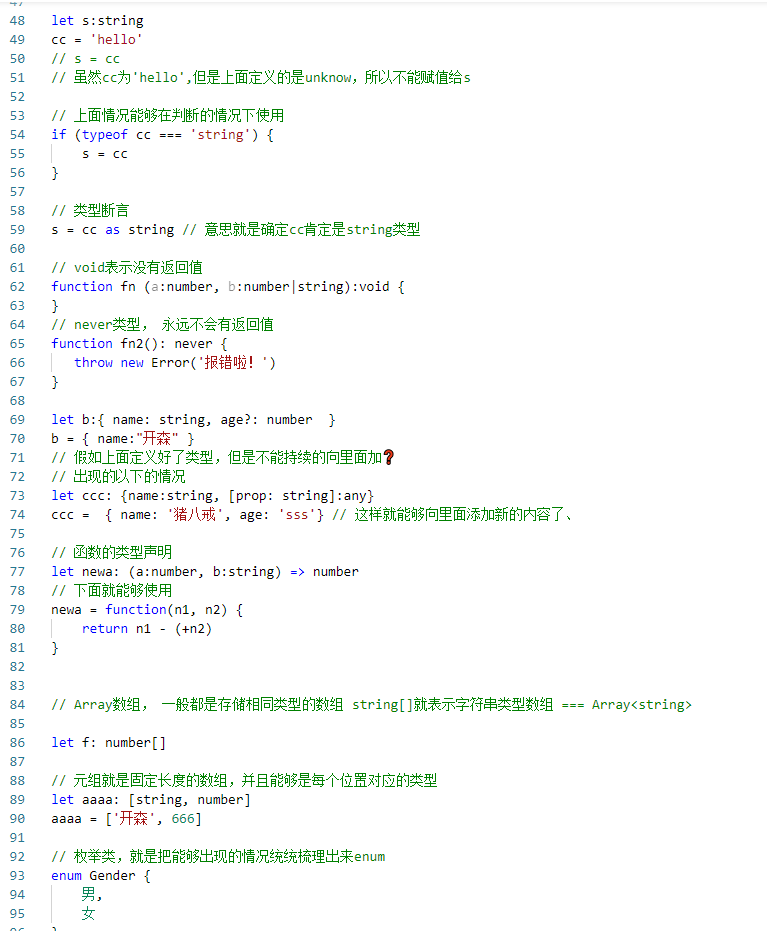 48 let s:string
49 cc = 'hello'
50 // s = cc
51 // 虽然cc为'hello',但是上面定义的是unknow，所以不能赋值给s
52
53 // 上面情况能够在判断的情况下使用
54 if (typeof cc === 'string') {
55 s = cc
56 }
57
58 // 类型断言
59 s = cc as string // 意思就是确定cc肯定是string类型
60
61 // void表示没有返回值
62 function fn (a:number, b:number|string):void {
63 }
64 // never类型， 永远不会有返回值
65 function fn2(): never {
66 throw new Error('报错啦！')
67 }
68
69 let b:{ name: string, age?: number  }
70 b = { name:"开森" }
71 // 假如上面定义好了类型，但是不能持续的向里面加❓
72 // 出现的以下的情况
73 let ccc: {name:string, [prop: string]:any}
74 ccc =  { name: '猪八戒', age: 'sss'} // 这样就能够向里面添加新的内容了、
75
76 // 函数的类型声明
77 let newa: (a:number, b:string) => number
78 // 下面就能够使用
79 newa = function(n1, n2) {
80 return n1 - (+n2)
81 }
82
83
84 // Array数组， 一般都是存储相同类型的数组 string[]就表示字符串类型数组 === Array<string>
85
86 let f: number[]
87
88 // 元组就是固定长度的数组，并且能够是每个位置对应的类型
89 let aaaa: [string, number]
90 aaaa = ['开森', 666]
91
92 // 枚举类，就是把能够出现的情况统统梳理出来enum
93 enum Gender {
94 男,
95 女